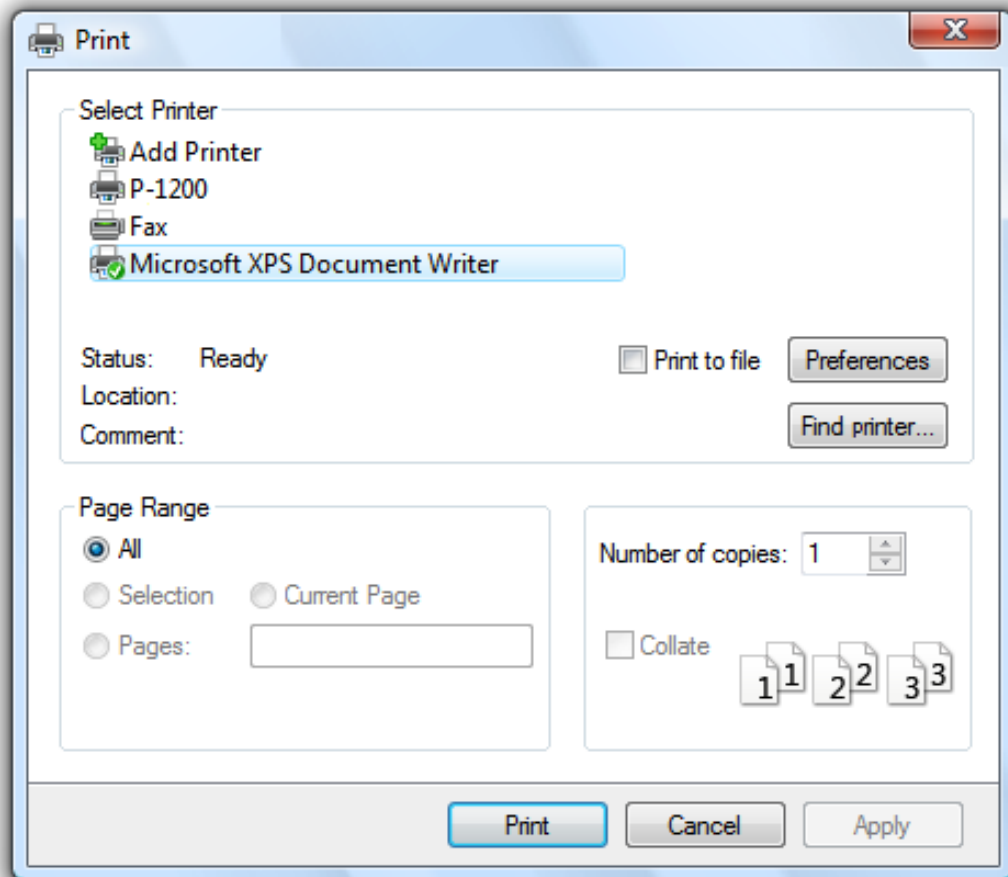 Print
X
Select Printer
Add Printer
P-1200
Fax
Microsoft XPS Document Writer
Status: Ready
Print to file
Preferences
Location:
Comment:
Find printer...
Page Range
All
Number of copies: 1
Selection Current Page
Pages:
Collate
1 1 2 2 3 3
Print Cancel Apply